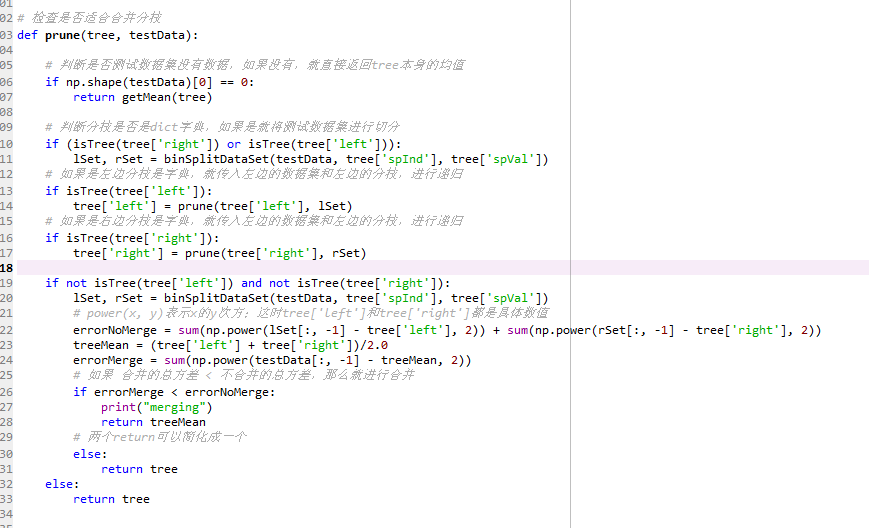 01
02 # 检查是否适合合并分枝
03 def prune(tree, testData):
04
05     # 判断是否测试数据集没有数据，如果没有，就直接返回tree本身的均值
06     if np.shape(testData)[0] == 0:
07         return getMean(tree)
08
09     # 判断分枝是否是dict字典，如果是就将测试数据集进行切分
10     if (isTree(tree['right']) or isTree(tree['left'])):
11         lSet, rSet = binSplitDataSet(testData, tree['spInd'], tree['spVal'])
12     # 如果是左边分枝是字典，就传入左边的数据集和左边的分枝，进行递归
13     if isTree(tree['left']):
14         tree['left'] = prune(tree['left'], lSet)
15     # 如果是右边分枝是字典，就传入左边的数据集和左边的分枝，进行递归
16     if isTree(tree['right']):
17         tree['right'] = prune(tree['right'], rSet)
18
19     if not isTree(tree['left']) and not isTree(tree['right']):
20         lSet, rSet = binSplitDataSet(testData, tree['spInd'], tree['spVal'])
21         # power(x, y)表示x的y次方；这时tree['left']和tree['right']都是具体数值
22         errorNoMerge = sum(np.power(lSet[:, -1] - tree['left'], 2)) + sum(np.power(rSet[:, -1] - tree['right'], 2))
23         treeMean = (tree['left'] + tree['right'])/2.0
24         errorMerge = sum(np.power(testData[:, -1] - treeMean, 2))
25         # 如果 合并的总方差 < 不合并的总方差，那么就进行合并
26         if errorMerge < errorNoMerge:
27             print("merging")
28             return treeMean
29         # 两个return可以简化成一个
30         else:
31             return tree
32     else:
33         return tree
34